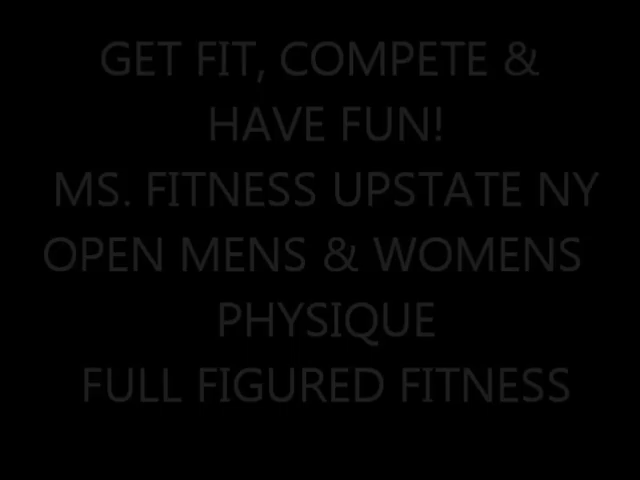 GET FIT, COMPETE &
HAVE FUN!
MS. FITNESS UPSTATE NY
OPEN MENS & WOMENS
PHYSIQUE
FULL FIGURED FITNESS